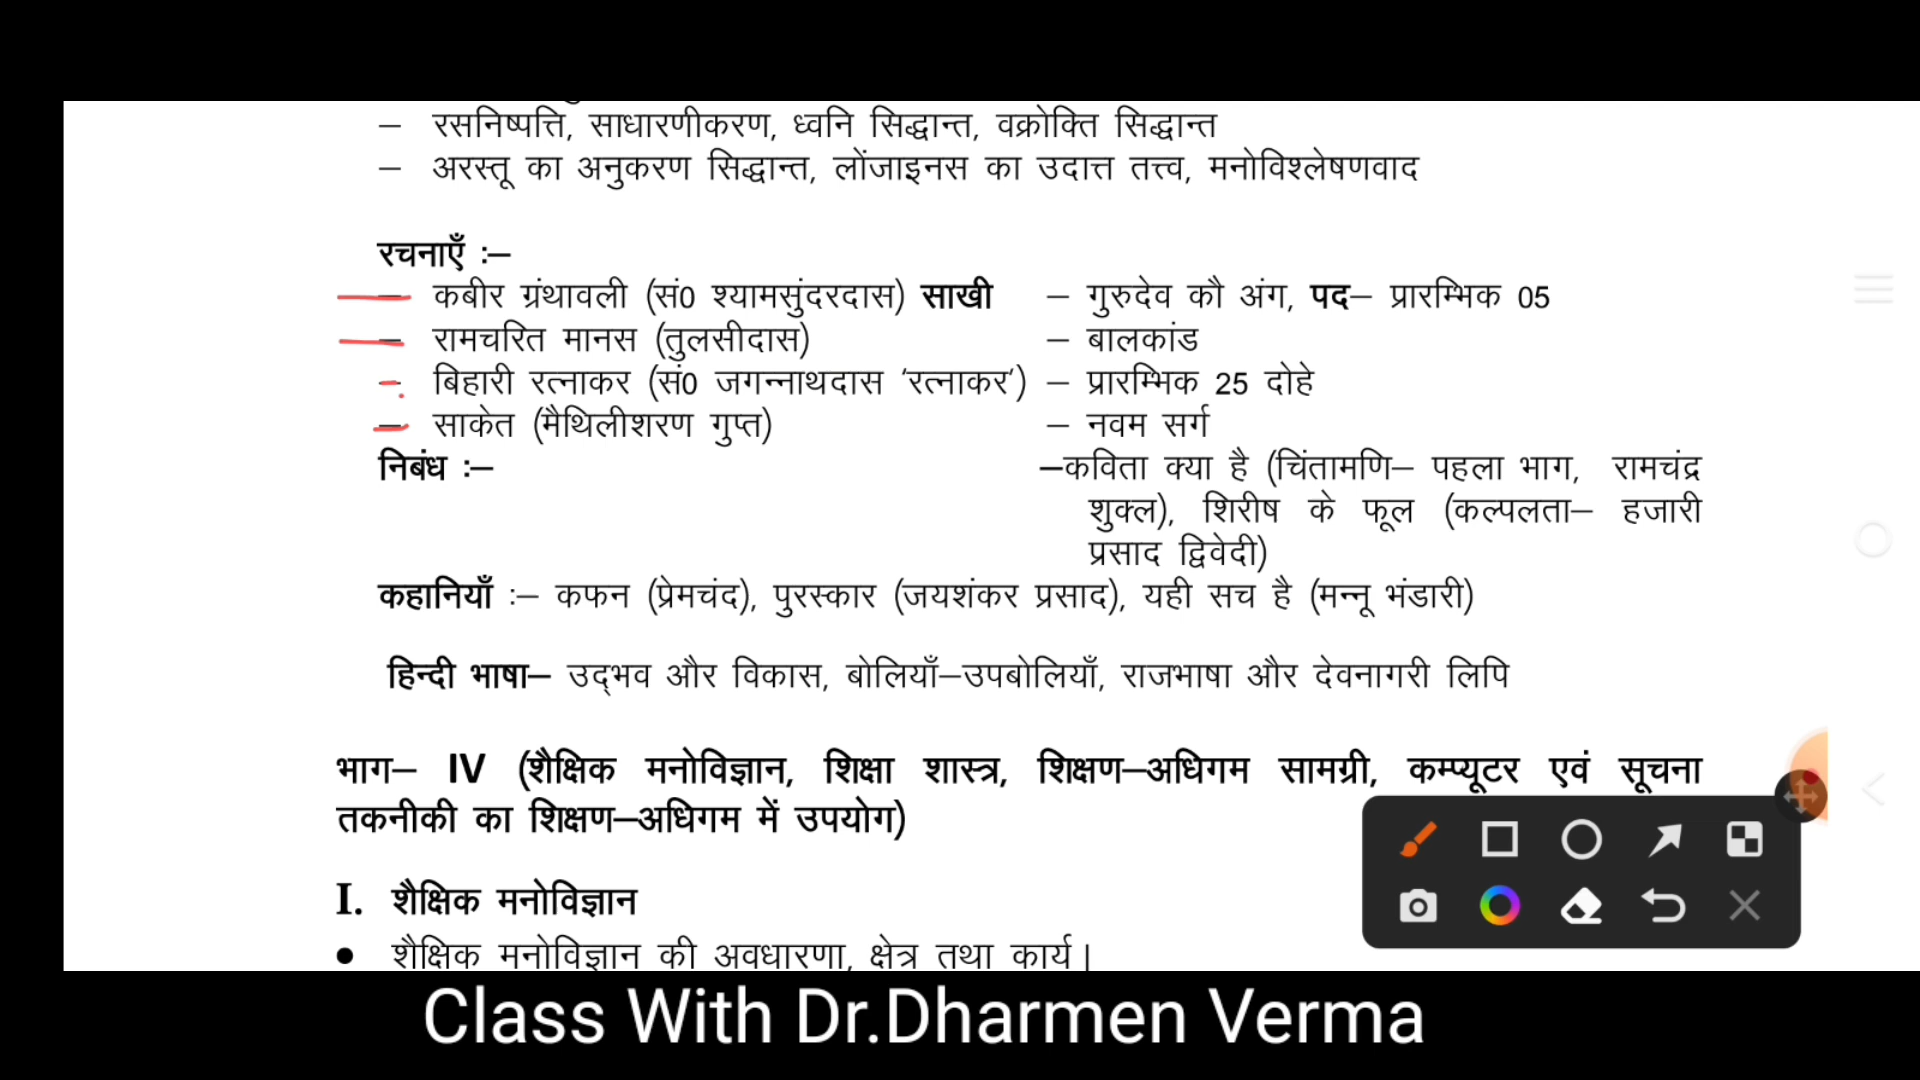 – रसनिष्पत्ति, साधारणीकरण, ध्वनि सिद्धान्त, वक्रोक्ति सिद्धान्त
– अरस्तू का अनुकरण सिद्धान्त, लोंजाइनस का उदात्त तत्त्व, मनोविश्लेषणवाद
रचनाएँ :–
– कबीर ग्रंथावली (सं0 श्यामसुंदरदास) साखी – गुरुदेव कौ अंग, पद– प्रारम्भिक 05
– रामचरित मानस (तुलसीदास) – बालकांड
– बिहारी रत्नाकर (सं0 जगन्नाथदास ‘रत्नाकर’) – प्रारम्भिक 25 दोहे
– साकेत (मैथिलीशरण गुप्त) – नवम सर्ग
निबंध :– –कविता क्या है (चिंतामणि– पहला भाग, रामचंद्र
शुक्ल), शिरीष के फूल (कल्पलता– हजारी
प्रसाद द्विवेदी)
कहानियाँ :– कफन (प्रेमचंद), पुरस्कार (जयशंकर प्रसाद), यही सच है (मन्नू भंडारी)
हिन्दी भाषा– उद्‌भव और विकास, बोलियाँ–उपबोलियाँ, राजभाषा और देवनागरी लिपि
भाग– IV (शैक्षिक मनोविज्ञान, शिक्षा शास्त्र, शिक्षण–अधिगम सामग्री, कम्प्यूटर एवं सूचना
तकनीकी का शिक्षण–अधिगम में उपयोग)
I. शैक्षिक मनोविज्ञान
● शैक्षिक मनोविज्ञान की अवधारणा, क्षेत्र तथा कार्य।
Class With Dr.Dharmen Verma